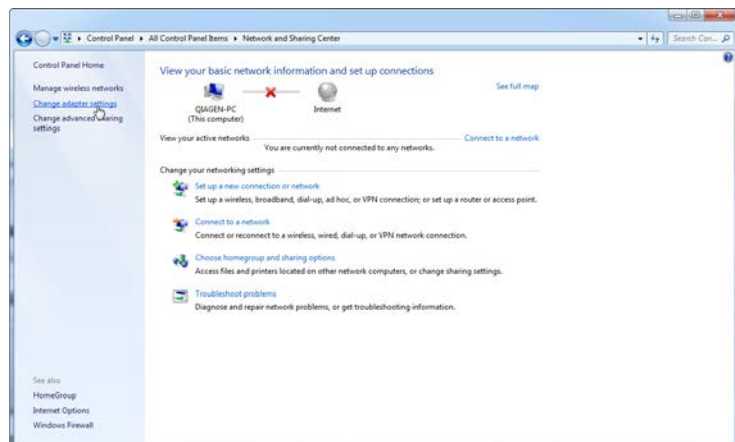 Control Panel ▸ All Control Panel Items ▸ Network and Sharing Center
Search Con...
Control Panel Home
Manage wireless networks
Change adapter settings
Change advanced sharing
settings
View your basic network information and set up connections
See full map
QIAGEN-PC
(This computer)
Internet
View your active networks
Connect to a network
You are currently not connected to any networks.
Change your networking settings
Set up a new connection or network
Set up a wireless, broadband, dial-up, ad hoc, or VPN connection; or set up a router or access point.
Connect to a network
Connect or reconnect to a wireless, wired, dial-up, or VPN network connection.
Choose homegroup and sharing options
Access files and printers located on other network computers, or change sharing settings.
Troubleshoot problems
Diagnose and repair network problems, or get troubleshooting information.
See also
HomeGroup
Internet Options
Windows Firewall